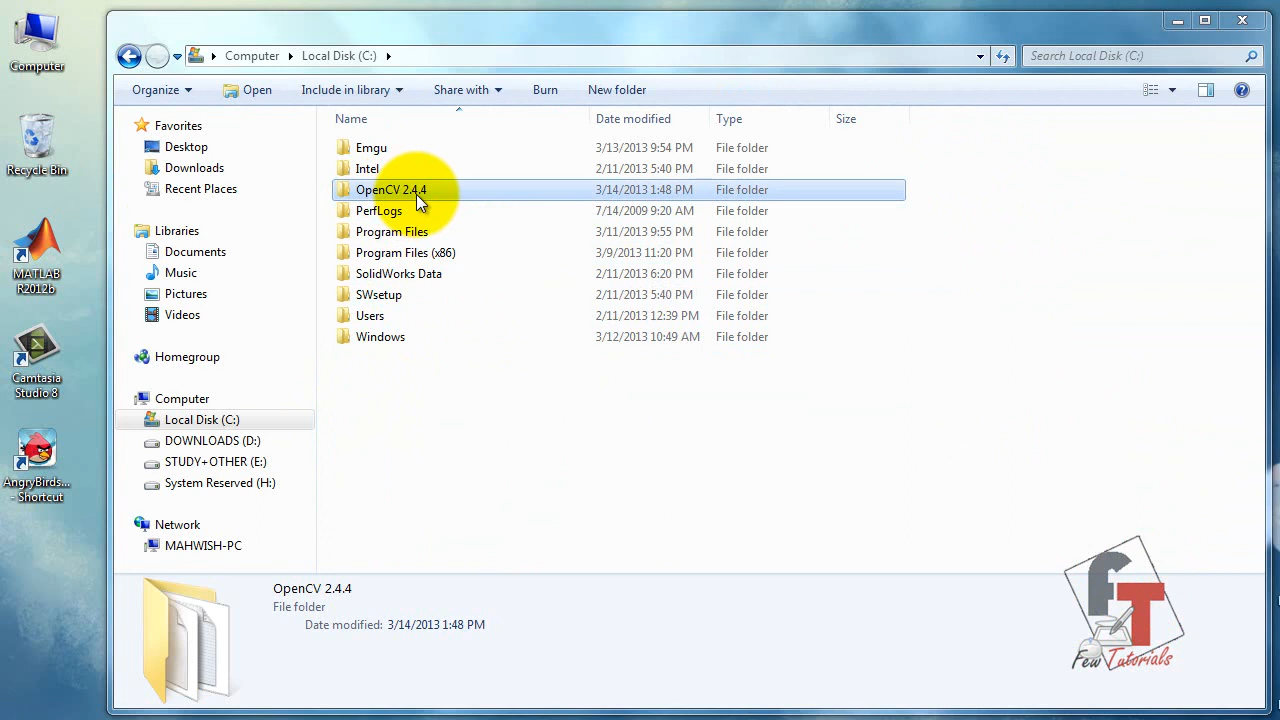 Computer
Recycle Bin
MATLAB
R2012b
Camtasia
Studio 8
AngryBirds...
- Shortcut
Computer
Local Disk (C:)
Search Local Disk (C:)
Organize
Open
Include in library
Share with
Burn
New folder
Favorites
Desktop
Downloads
Recent Places
Libraries
Documents
Music
Pictures
Videos
Homegroup
Computer
Local Disk (C:)
DOWNLOADS (D:)
STUDY+OTHER (E:)
System Reserved (H:)
Network
MAHWISH-PC
Name Date modified Type Size
Emgu 3/13/2013 9:54 PM File folder
Intel 2/11/2013 5:40 PM File folder
OpenCV 2.4.4 3/14/2013 1:48 PM File folder
PerfLogs 7/14/2009 9:20 AM File folder
Program Files 3/11/2013 9:55 PM File folder
Program Files (x86) 3/9/2013 11:20 PM File folder
SolidWorks Data 2/11/2013 6:20 PM File folder
SWsetup 2/11/2013 5:40 PM File folder
Users 2/11/2013 12:39 PM File folder
Windows 3/12/2013 10:49 AM File folder
OpenCV 2.4.4
File folder
Date modified: 3/14/2013 1:48 PM
FT
Few Tutorials